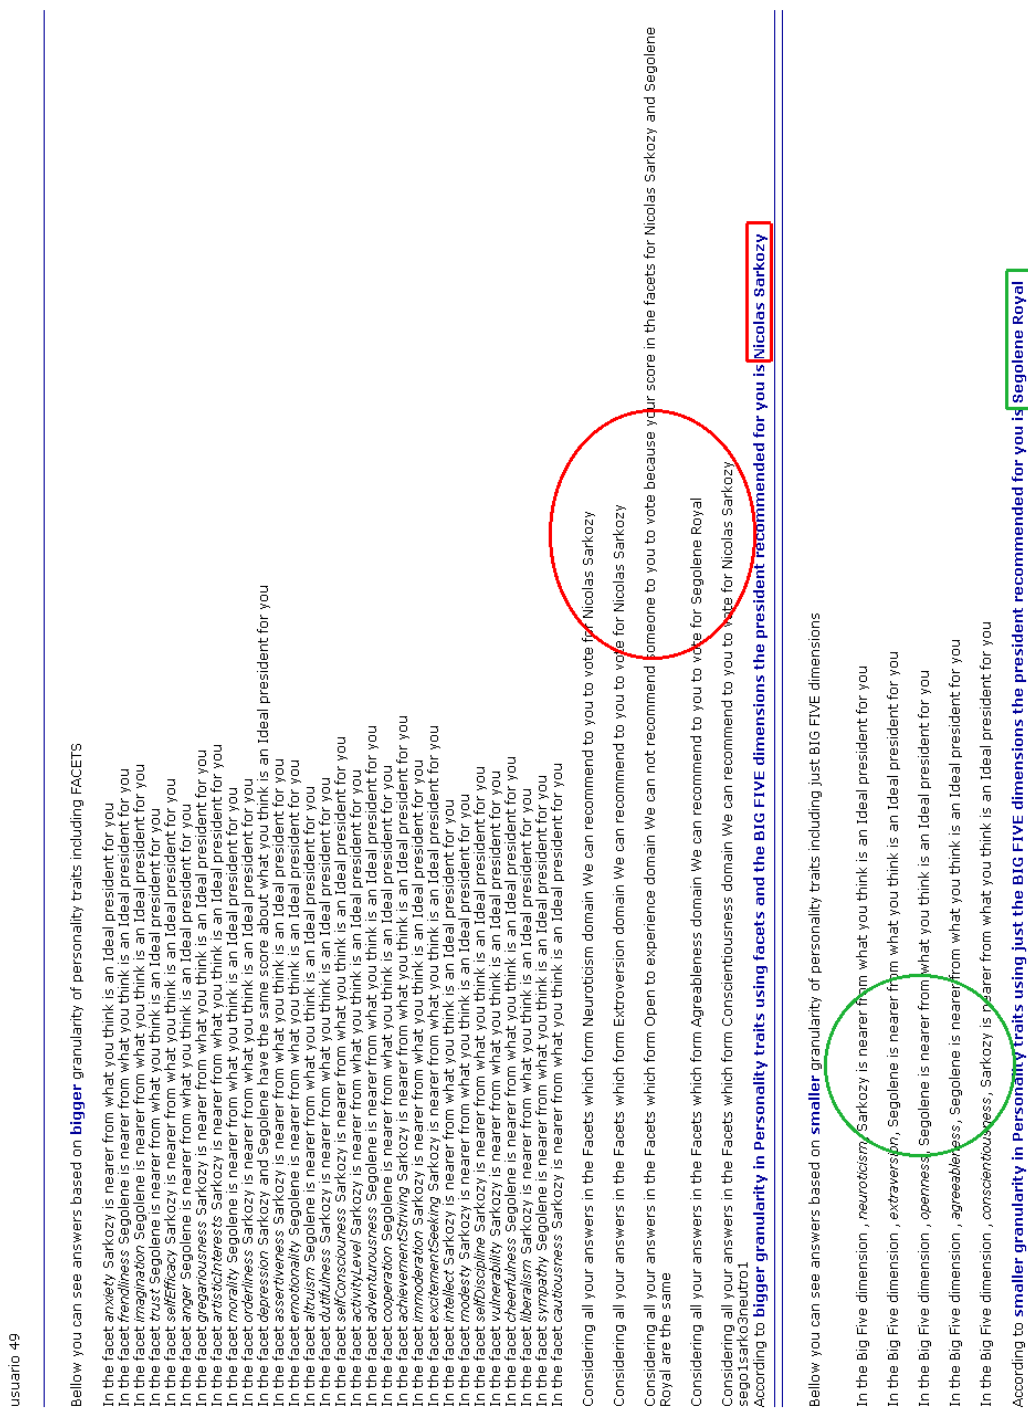 usuario 49
Bellow you can see answers based on bigger granularity of personality traits including FACETS
In the facet anxiety Sarkozy is nearer from what you think is an Ideal president for you
In the facet frendliness Segolene is nearer from what you think is an Ideal president for you
In the facet imagination Segolene is nearer from what you think is an Ideal president for you
In the facet trust Segolene is nearer from what you think is an Ideal president for you
In the facet selfEfficacy Sarkozy is nearer from what you think is an Ideal president for you
In the facet anger Segolene is nearer from what you think is an Ideal president for you
In the facet gregariousness Sarkozy is nearer from what you think is an Ideal president for you
In the facet artisticInterests Sarkozy is nearer from what you think is an Ideal president for you
In the facet morality Segolene is nearer from what you think is an Ideal president for you
In the facet orderliness Sarkozy is nearer from what you think is an Ideal president for you
In the facet depression Sarkozy and Segolene have the same score about what you think is an Ideal president for you
In the facet assertiveness Sarkozy is nearer from what you think is an Ideal president for you
In the facet emotionality Segolene is nearer from what you think is an Ideal president for you
In the facet altruism Segolene is nearer from what you think is an Ideal president for you
In the facet dutifulness Sarkozy is nearer from what you think is an Ideal president for you
In the facet selfConsciouness Sarkozy is nearer from what you think is an Ideal president for you
In the facet activityLevel Sarkozy is nearer from what you think is an Ideal president for you
In the facet adventurousness Segolene is nearer from what you think is an Ideal president for you
In the facet cooperation Segolene is nearer from what you think is an Ideal president for you
In the facet achievementStriving Sarkozy is nearer from what you think is an Ideal president for you
In the facet immoderation Sarkozy is nearer from what you think is an Ideal president for you
In the facet excitementSeeking Sarkozy is nearer from what you think is an Ideal president for you
In the facet intellect Sarkozy is nearer from what you think is an Ideal president for you
In the facet modesty Sarkozy is nearer from what you think is an Ideal president for you
In the facet selfDiscipline Sarkozy is nearer from what you think is an Ideal president for you
In the facet vulnerability Sarkozy is nearer from what you think is an Ideal president for you
In the facet cheerfulness Segolene is nearer from what you think is an Ideal president for you
In the facet liberalism Sarkozy is nearer from what you think is an Ideal president for you
In the facet sympathy Segolene is nearer from what you think is an Ideal president for you
In the facet cautiousness Sarkozy is nearer from what you think is an Ideal president for you
Considering all your answers in the Facets which form Neuroticism domain We can recommend to you to vote for Nicolas Sarkozy
Considering all your answers in the Facets which form Extroversion domain We can recommend to you to vote for Nicolas Sarkozy
Considering all your answers in the Facets which form Open to experience domain We can not recommend someone to you to vote because your score in the facets for Nicolas Sarkozy and Segolene
Royal are the same
Considering all your answers in the Facets which form Agreableness domain We can recommend to you to vote for Segolene Royal
Considering all your answers in the Facets which form Conscientiousness domain We can recommend to you to vote for Nicolas Sarkozy
sego1sarko3neutro1
According to bigger granularity in Personality traits using facets and the BIG FIVE dimensions the president recommended for you is Nicolas Sarkozy
Bellow you can see answers based on smaller granularity of personality traits including just BIG FIVE dimensions
In the Big Five dimension , neuroticism, Sarkozy is nearer from what you think is an Ideal president for you
In the Big Five dimension , extraversion, Segolene is nearer from what you think is an Ideal president for you
In the Big Five dimension , openness, Segolene is nearer from what you think is an Ideal president for you
In the Big Five dimension , agreeableness, Segolene is nearer from what you think is an Ideal president for you
In the Big Five dimension , conscientiousness, Sarkozy is nearer from what you think is an Ideal president for you
According to smaller granularity in Personality traits using just the BIG FIVE dimensions the president recommended for you is Segolene Royal